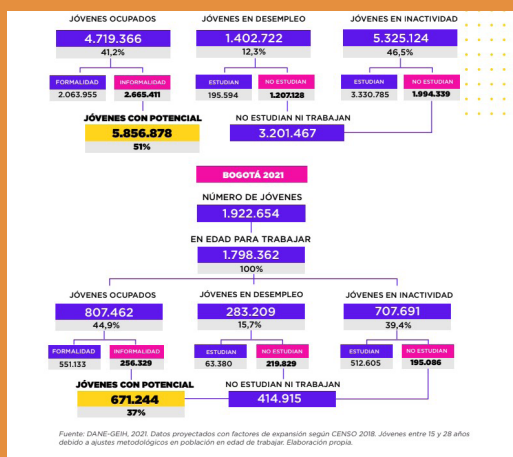 JÓVENES OCUPADOS JÓVENES EN DESEMPLEO JÓVENES EN INACTIVIDAD
4.719.366 1.402.722 5.325.124
41,2% 12,3% 46,5%
FORMALIDAD INFORMALIDAD ESTUDIAN NO ESTUDIAN ESTUDIAN NO ESTUDIAN
2.063.955 2.665.411 195.594 1.207.128 3.330.785 1.994.339
JÓVENES CON POTENCIAL NO ESTUDIAN NI TRABAJAN
5.856.878 3.201.467
51%
BOGOTÁ 2021
NÚMERO DE JÓVENES
1.922.654
EN EDAD PARA TRABAJAR
1.798.362
100%
JÓVENES OCUPADOS JÓVENES EN DESEMPLEO JÓVENES EN INACTIVIDAD
807.462 283.209 707.691
44,9% 15,7% 39,4%
FORMALIDAD INFORMALIDAD ESTUDIAN NO ESTUDIAN ESTUDIAN NO ESTUDIAN
551.133 256.329 63.380 219.829 512.605 195.086
JÓVENES CON POTENCIAL NO ESTUDIAN NI TRABAJAN
671.244 414.915
37%
Fuente: DANE-GEIH, 2021. Datos proyectados con factores de expansión según CENSO 2018. Jóvenes entre 15 y 28 años
debido a ajustes metodológicos en población en edad de trabajar. Elaboración propia.